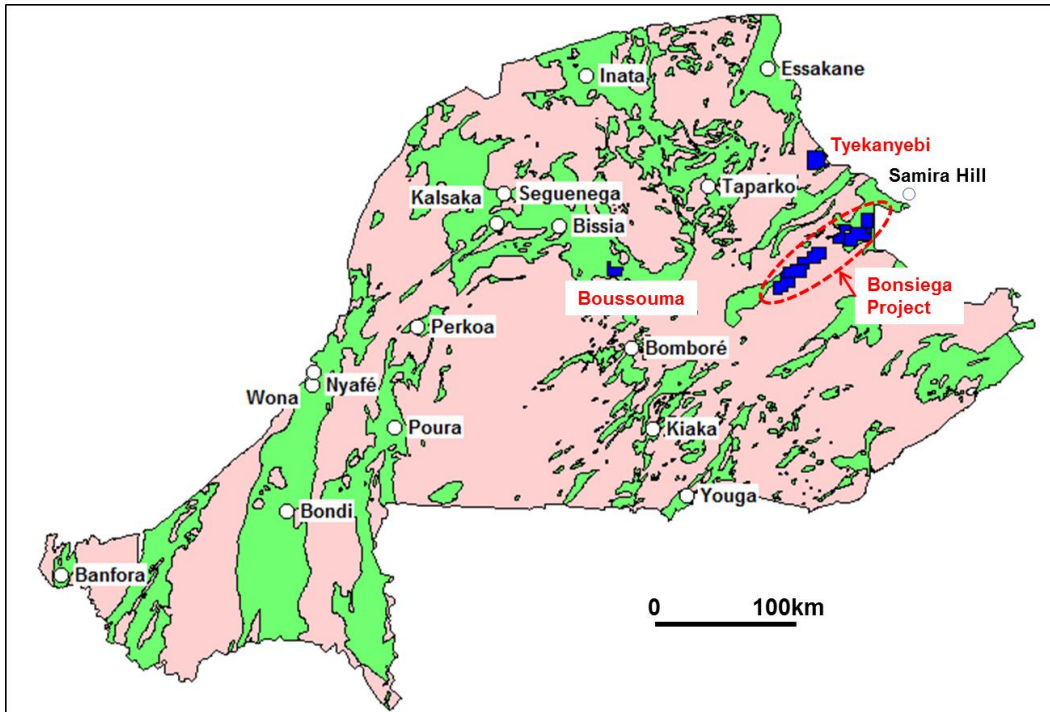 Inata
Essakane
Tyekanyebi
Samira Hill
Taparko
Seguenega
Kalsaka
Bissia
Boussouma
Bonsiega
Project
Perkoa
Bomboré
Nyafé
Wona
Poura
Kiaka
Youga
Bondi
Banfora
0 100km